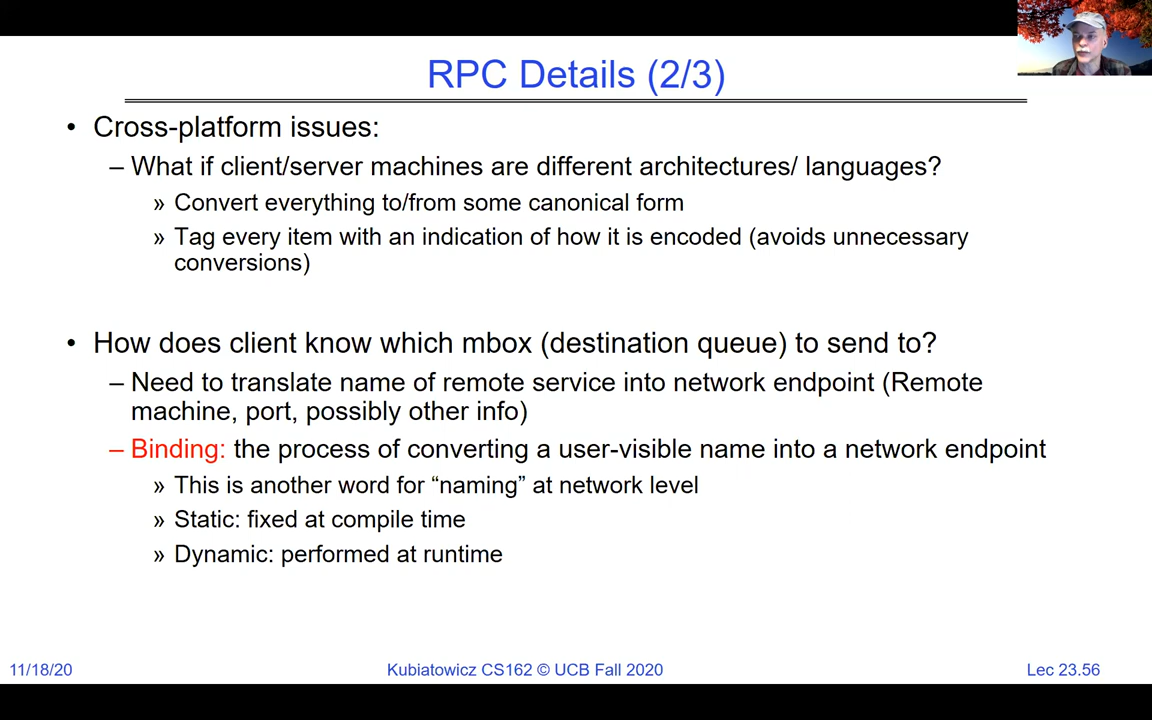 RPC Details (2/3)
• Cross-platform issues:
– What if client/server machines are different architectures/ languages?
» Convert everything to/from some canonical form
» Tag every item with an indication of how it is encoded (avoids unnecessary
conversions)
• How does client know which mbox (destination queue) to send to?
– Need to translate name of remote service into network endpoint (Remote
machine, port, possibly other info)
– Binding: the process of converting a user-visible name into a network endpoint
» This is another word for “naming” at network level
» Static: fixed at compile time
» Dynamic: performed at runtime
11/18/20 Kubiatowicz CS162 © UCB Fall 2020 Lec 23.56